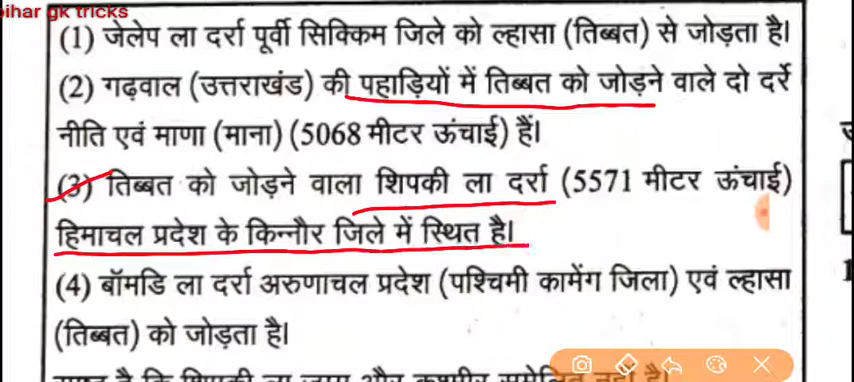 bihar gk tricks
(1) जेलेप ला दर्रा पूर्वी सिक्किम जिले को ल्हासा (तिब्बत) से जोड़ता है।
(2) गढ़वाल (उत्तराखंड) की पहाड़ियों में तिब्बत को जोड़ने वाले दो दर्रे
नीति एवं माणा (माना) (5068 मीटर ऊंचाई) हैं।
(3) तिब्बत को जोड़ने वाला शिपकी ला दर्रा (5571 मीटर ऊंचाई)
हिमाचल प्रदेश के किन्नौर जिले में स्थित है।
(4) बॉमडि ला दर्रा अरुणाचल प्रदेश (पश्चिमी कामेंग जिला) एवं ल्हासा
(तिब्बत) को जोड़ता है।